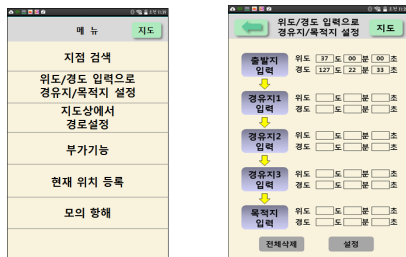 메 뉴
지도
지점 검색
위도/경도 입력으로
경유지/목적지 설정
지도상에서
경로설정
부가기능
현재 위치 등록
모의 항해
위도/경도 입력으로
경유지/목적지 설정
지도
출발지
입력
위도 37 도 00 분 00 초
경도 127 도 22 분 33 초
경유지1
입력
위도 도 분 초
경도 도 분 초
경유지2
입력
위도 도 분 초
경도 도 분 초
경유지3
입력
위도 도 분 초
경도 도 분 초
목적지
입력
위도 도 분 초
경도 도 분 초
전체삭제
설정